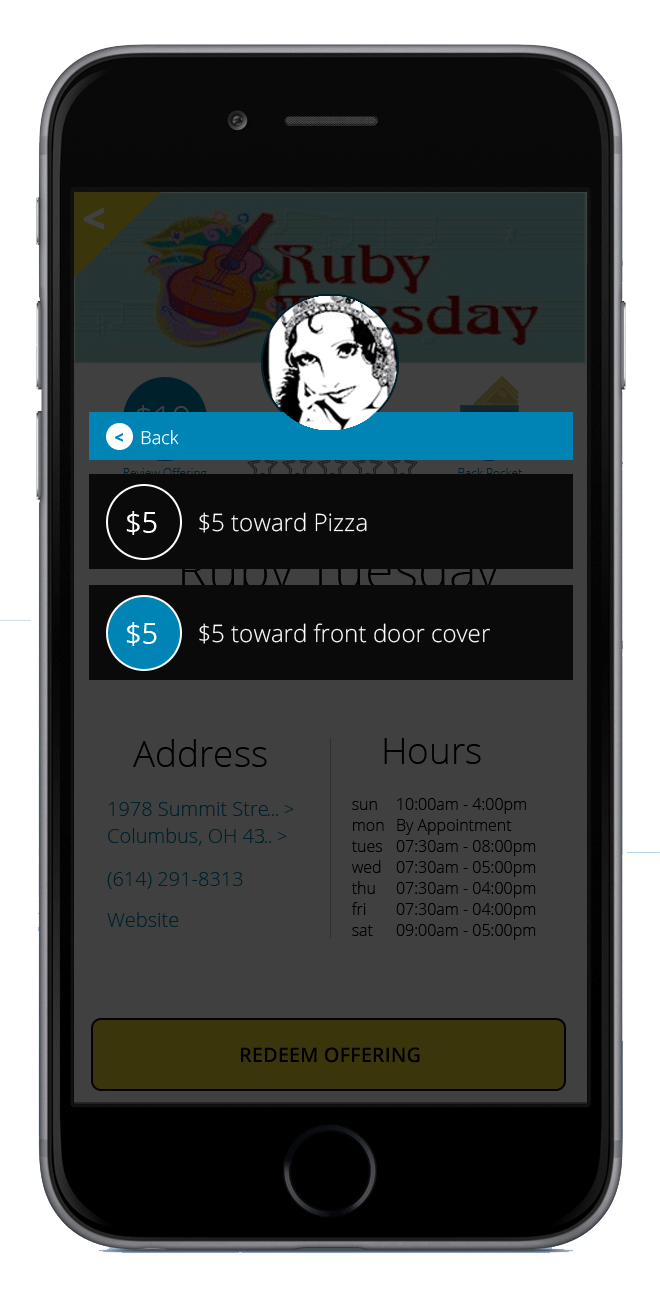 <
Ruby
Tuesday
$10
< Back
Review Offering
Back Pocket
$5
$5 toward Pizza
Ruby Tuesday
$5
$5 toward front door cover
Address
1978 Summit Stre... >
Columbus, OH 43.. >
(614) 291-8313
Website
Hours
sun 10:00am - 4:00pm
mon By Appointment
tues 07:30am - 08:00pm
wed 07:30am - 05:00pm
thu 07:30am - 04:00pm
fri 07:30am - 04:00pm
sat 09:00am - 05:00pm
REDEEM OFFERING